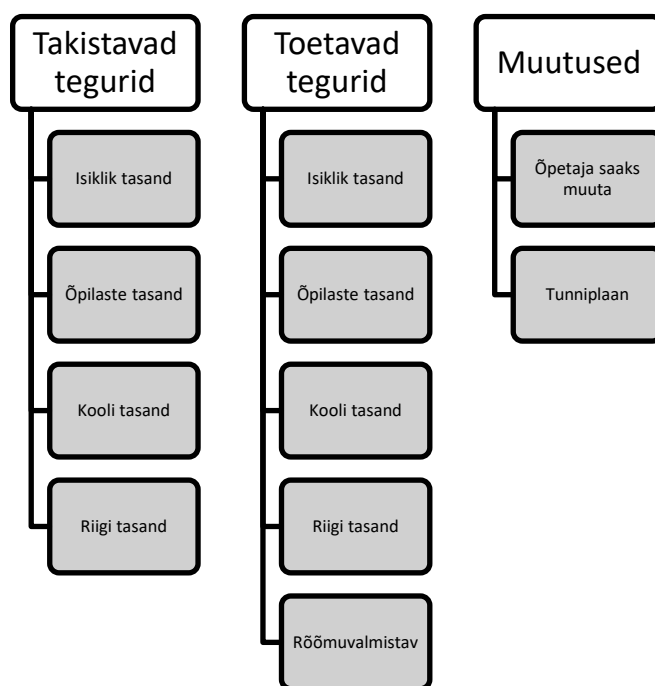 Takistavad
tegurid
Isiklik tasand
Õpilaste tasand
Kooli tasand
Riigi tasand
Toetavad
tegurid
Isiklik tasand
Õpilaste tasand
Kooli tasand
Riigi tasand
Rõõmuvalmistav
Muutused
Õpetaja saaks
muuta
Tunniplaan